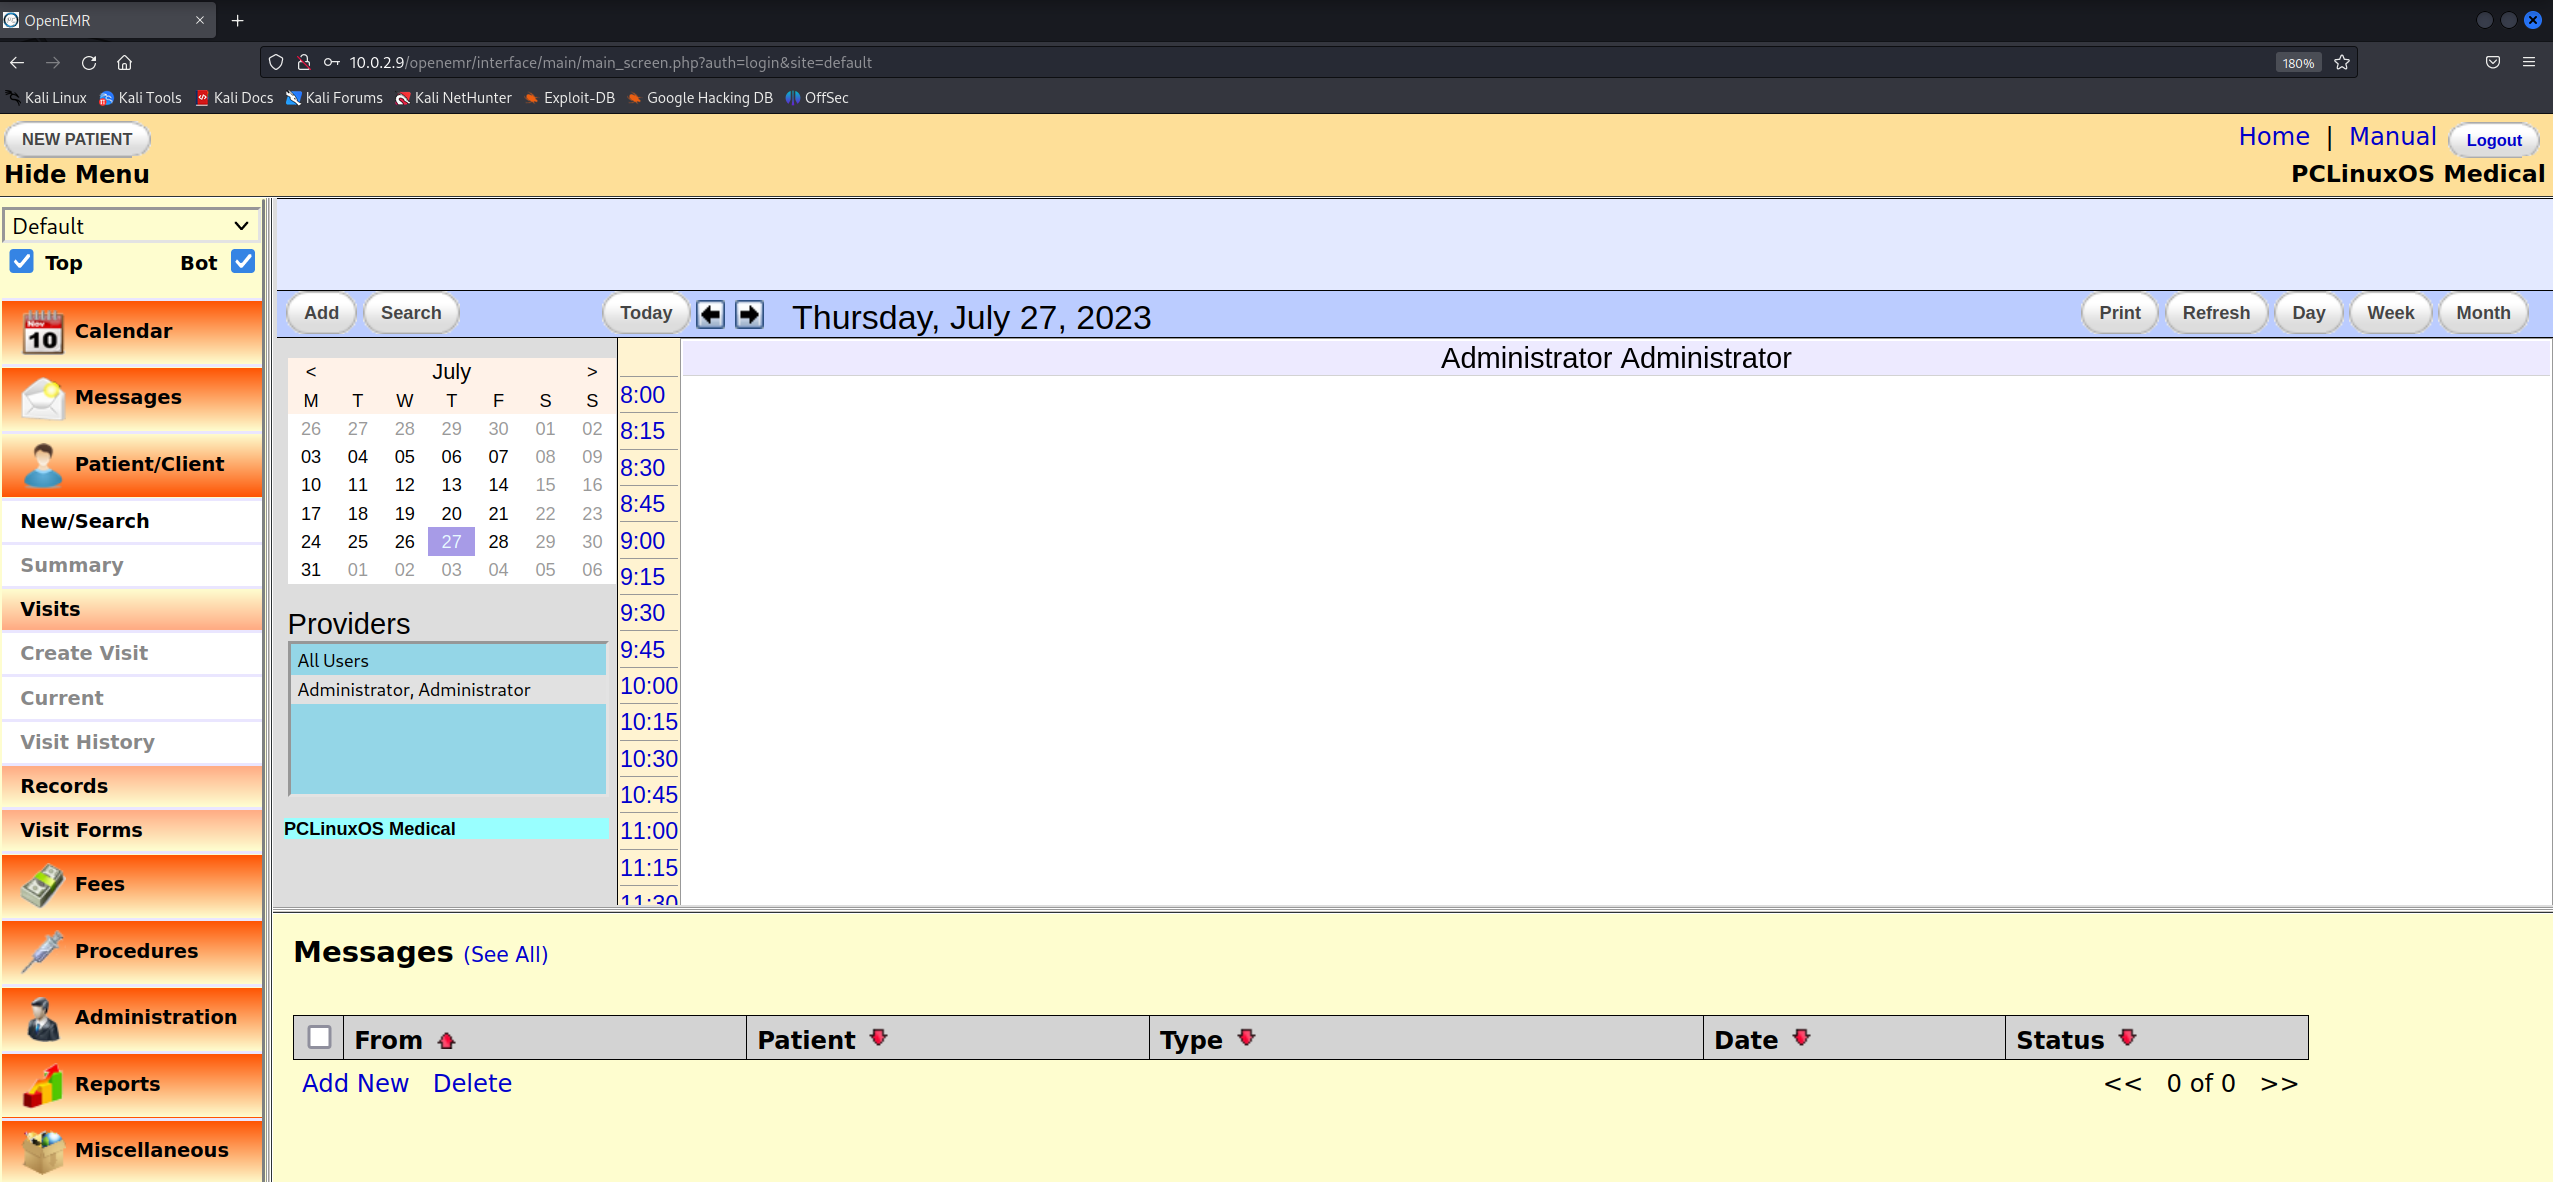 OpenEMR
10.0.2.9/openemr/interface/main/main_screen.php?auth=login&site=default
180%
Kali Linux Kali Tools Kali Docs Kali Forums Kali NetHunter Exploit-DB Google Hacking DB OffSec
NEW PATIENT
Hide Menu
Home | Manual Logout
PCLinuxOS Medical
Default
Top Bot
Nov
10
Calendar
Messages
Patient/Client
New/Search
Summary
Visits
Create Visit
Current
Visit History
Records
Visit Forms
Fees
Procedures
Administration
Reports
Miscellaneous
Add Search Today Thursday, July 27, 2023 Print Refresh Day Week Month
< July >
M T W T F S S
26 27 28 29 30 01 02
03 04 05 06 07 08 09
10 11 12 13 14 15 16
17 18 19 20 21 22 23
24 25 26 27 28 29 30
31 01 02 03 04 05 06
Providers
All Users
Administrator, Administrator
PCLinuxOS Medical
Administrator Administrator
8:00
8:15
8:30
8:45
9:00
9:15
9:30
9:45
10:00
10:15
10:30
10:45
11:00
11:15
11:30
Messages (See All)
From Patient Type Date Status
Add New Delete << 0 of 0 >>